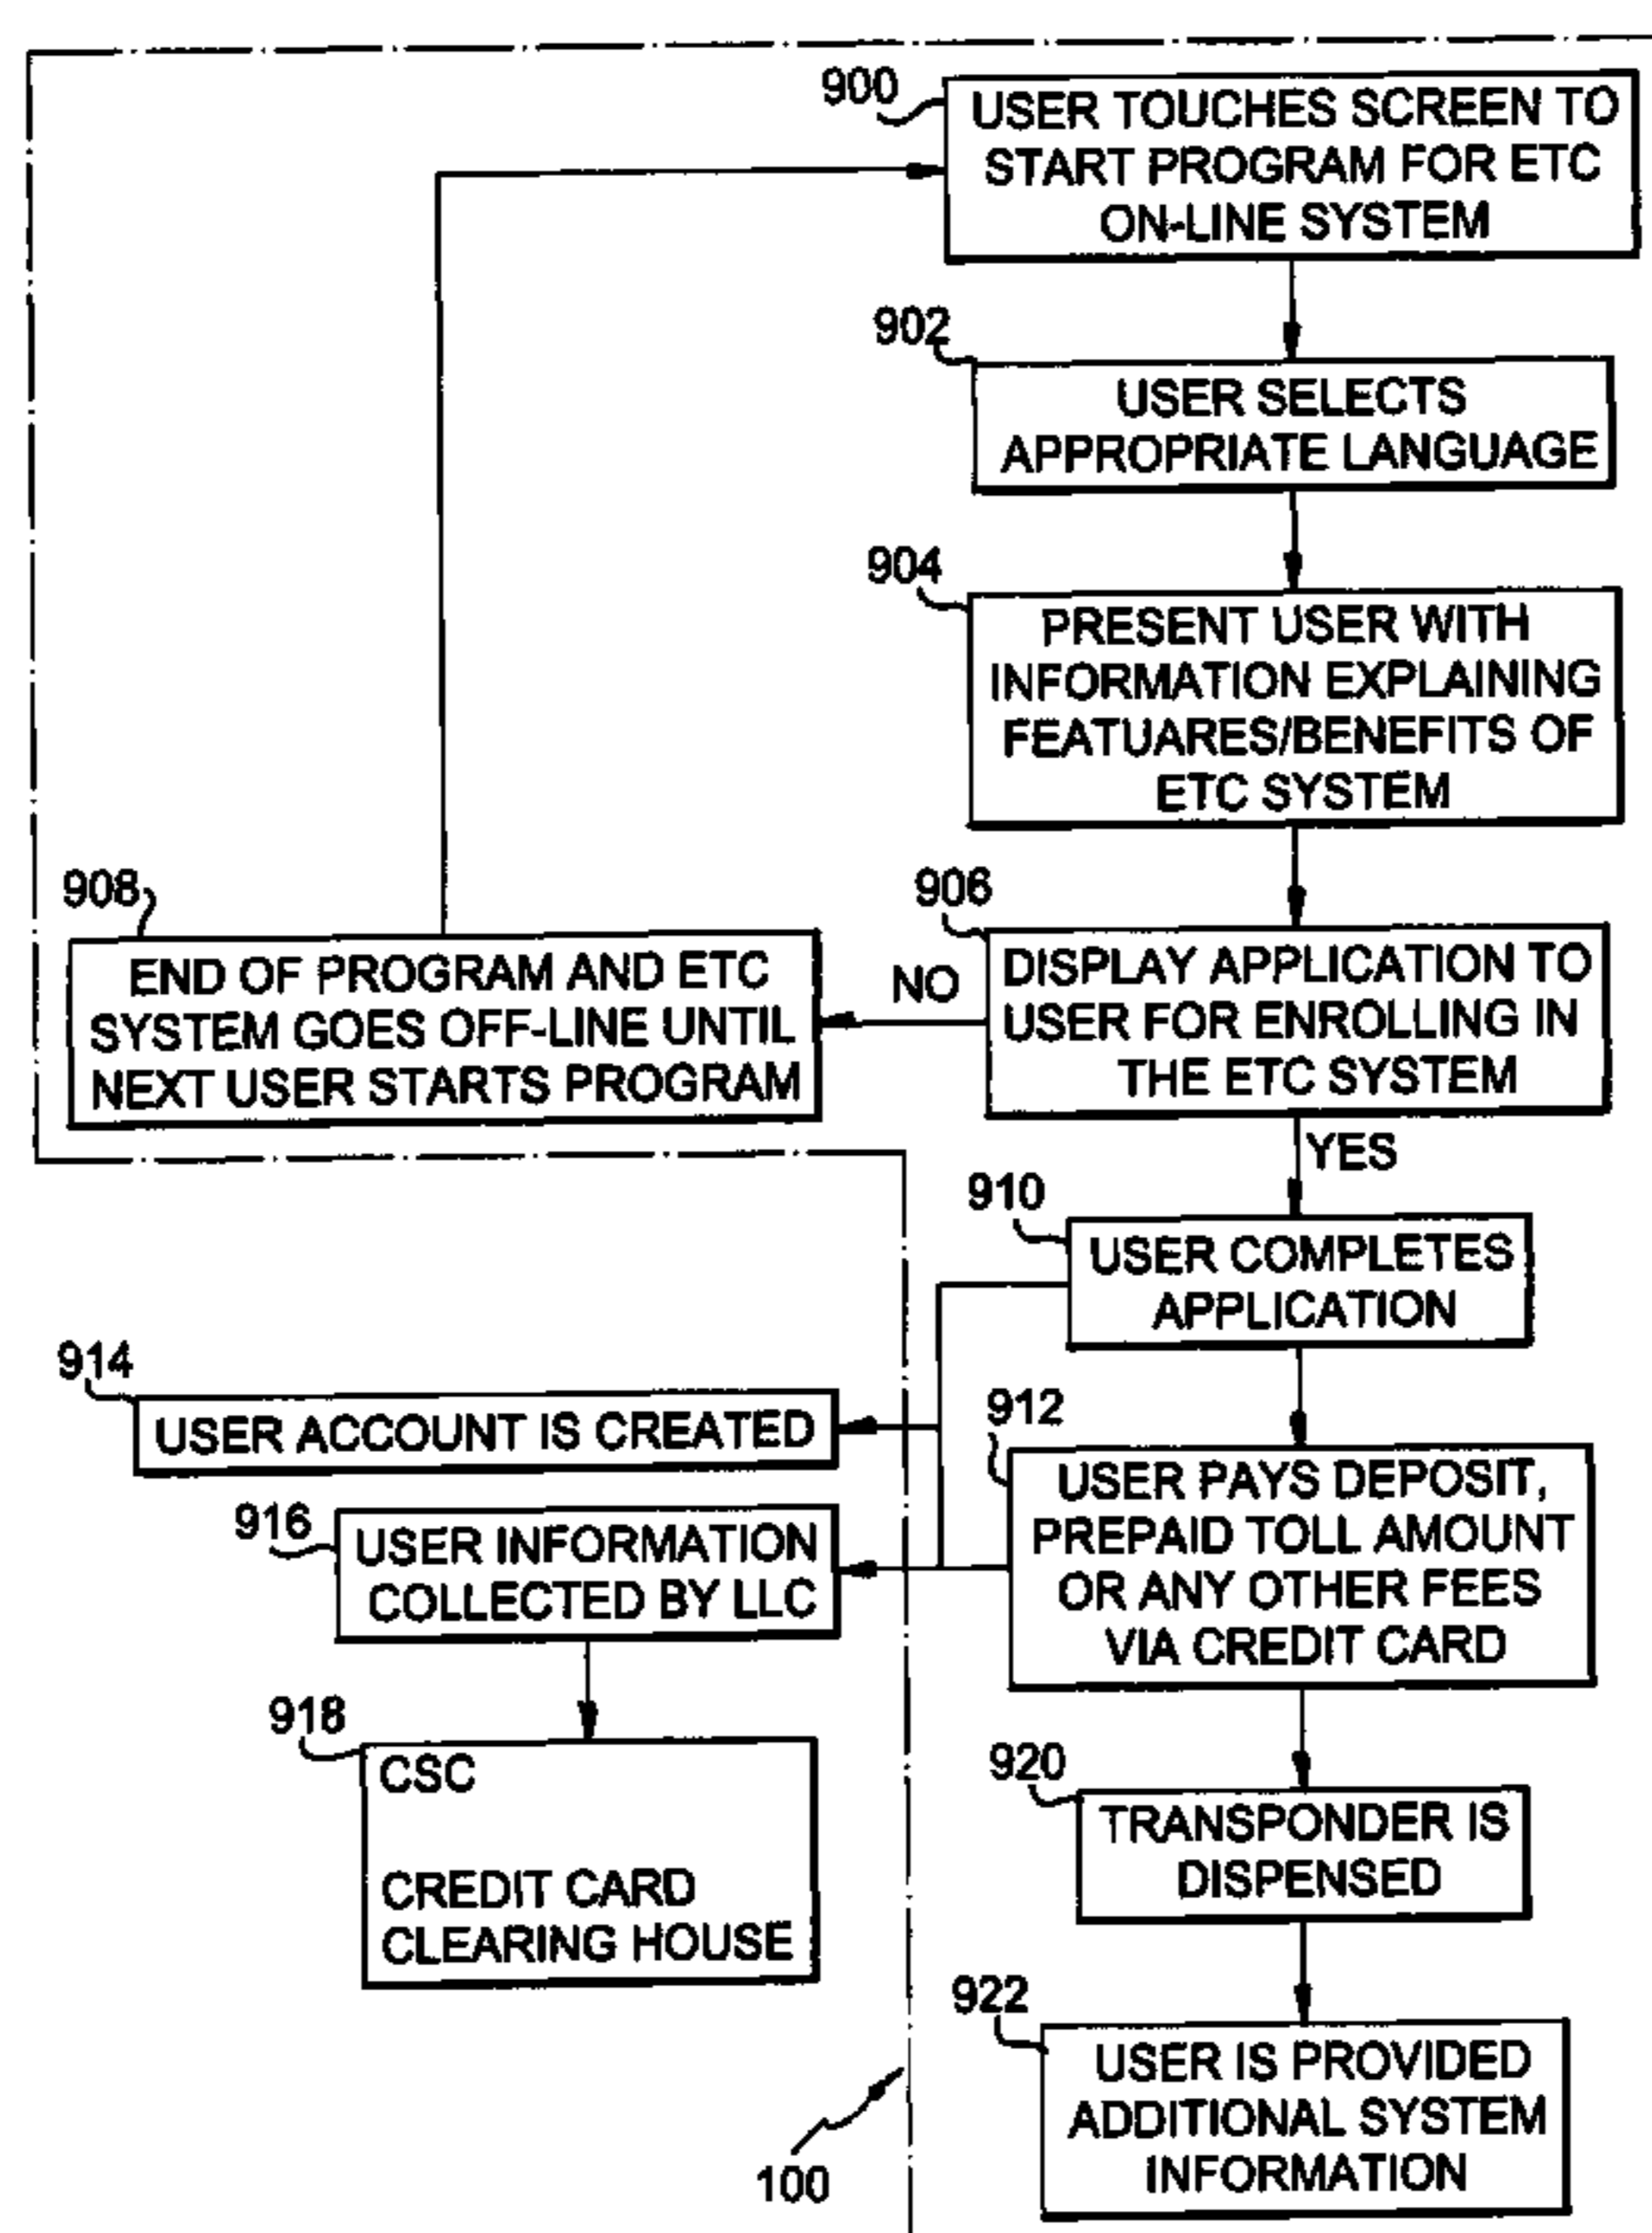 900
USER TOUCHES SCREEN TO
START PROGRAM FOR ETC
ON-LINE SYSTEM
902
USER SELECTS
APPROPRIATE LANGUAGE
904
PRESENT USER WITH
INFORMATION EXPLAINING
FEATUARES/BENEFITS OF
ETC SYSTEM
906
DISPLAY APPLICATION TO
USER FOR ENROLLING IN
THE ETC SYSTEM
NO
908
END OF PROGRAM AND ETC
SYSTEM GOES OFF-LINE UNTIL
NEXT USER STARTS PROGRAM
YES
910
USER COMPLETES
APPLICATION
914
USER ACCOUNT IS CREATED
912
USER PAYS DEPOSIT,
PREPAID TOLL AMOUNT
OR ANY OTHER FEES
VIA CREDIT CARD
916
USER INFORMATION
COLLECTED BY LLC
918
CSC
CREDIT CARD
CLEARING HOUSE
920
TRANSPONDER IS
DISPENSED
922
USER IS PROVIDED
ADDITIONAL SYSTEM
INFORMATION
100